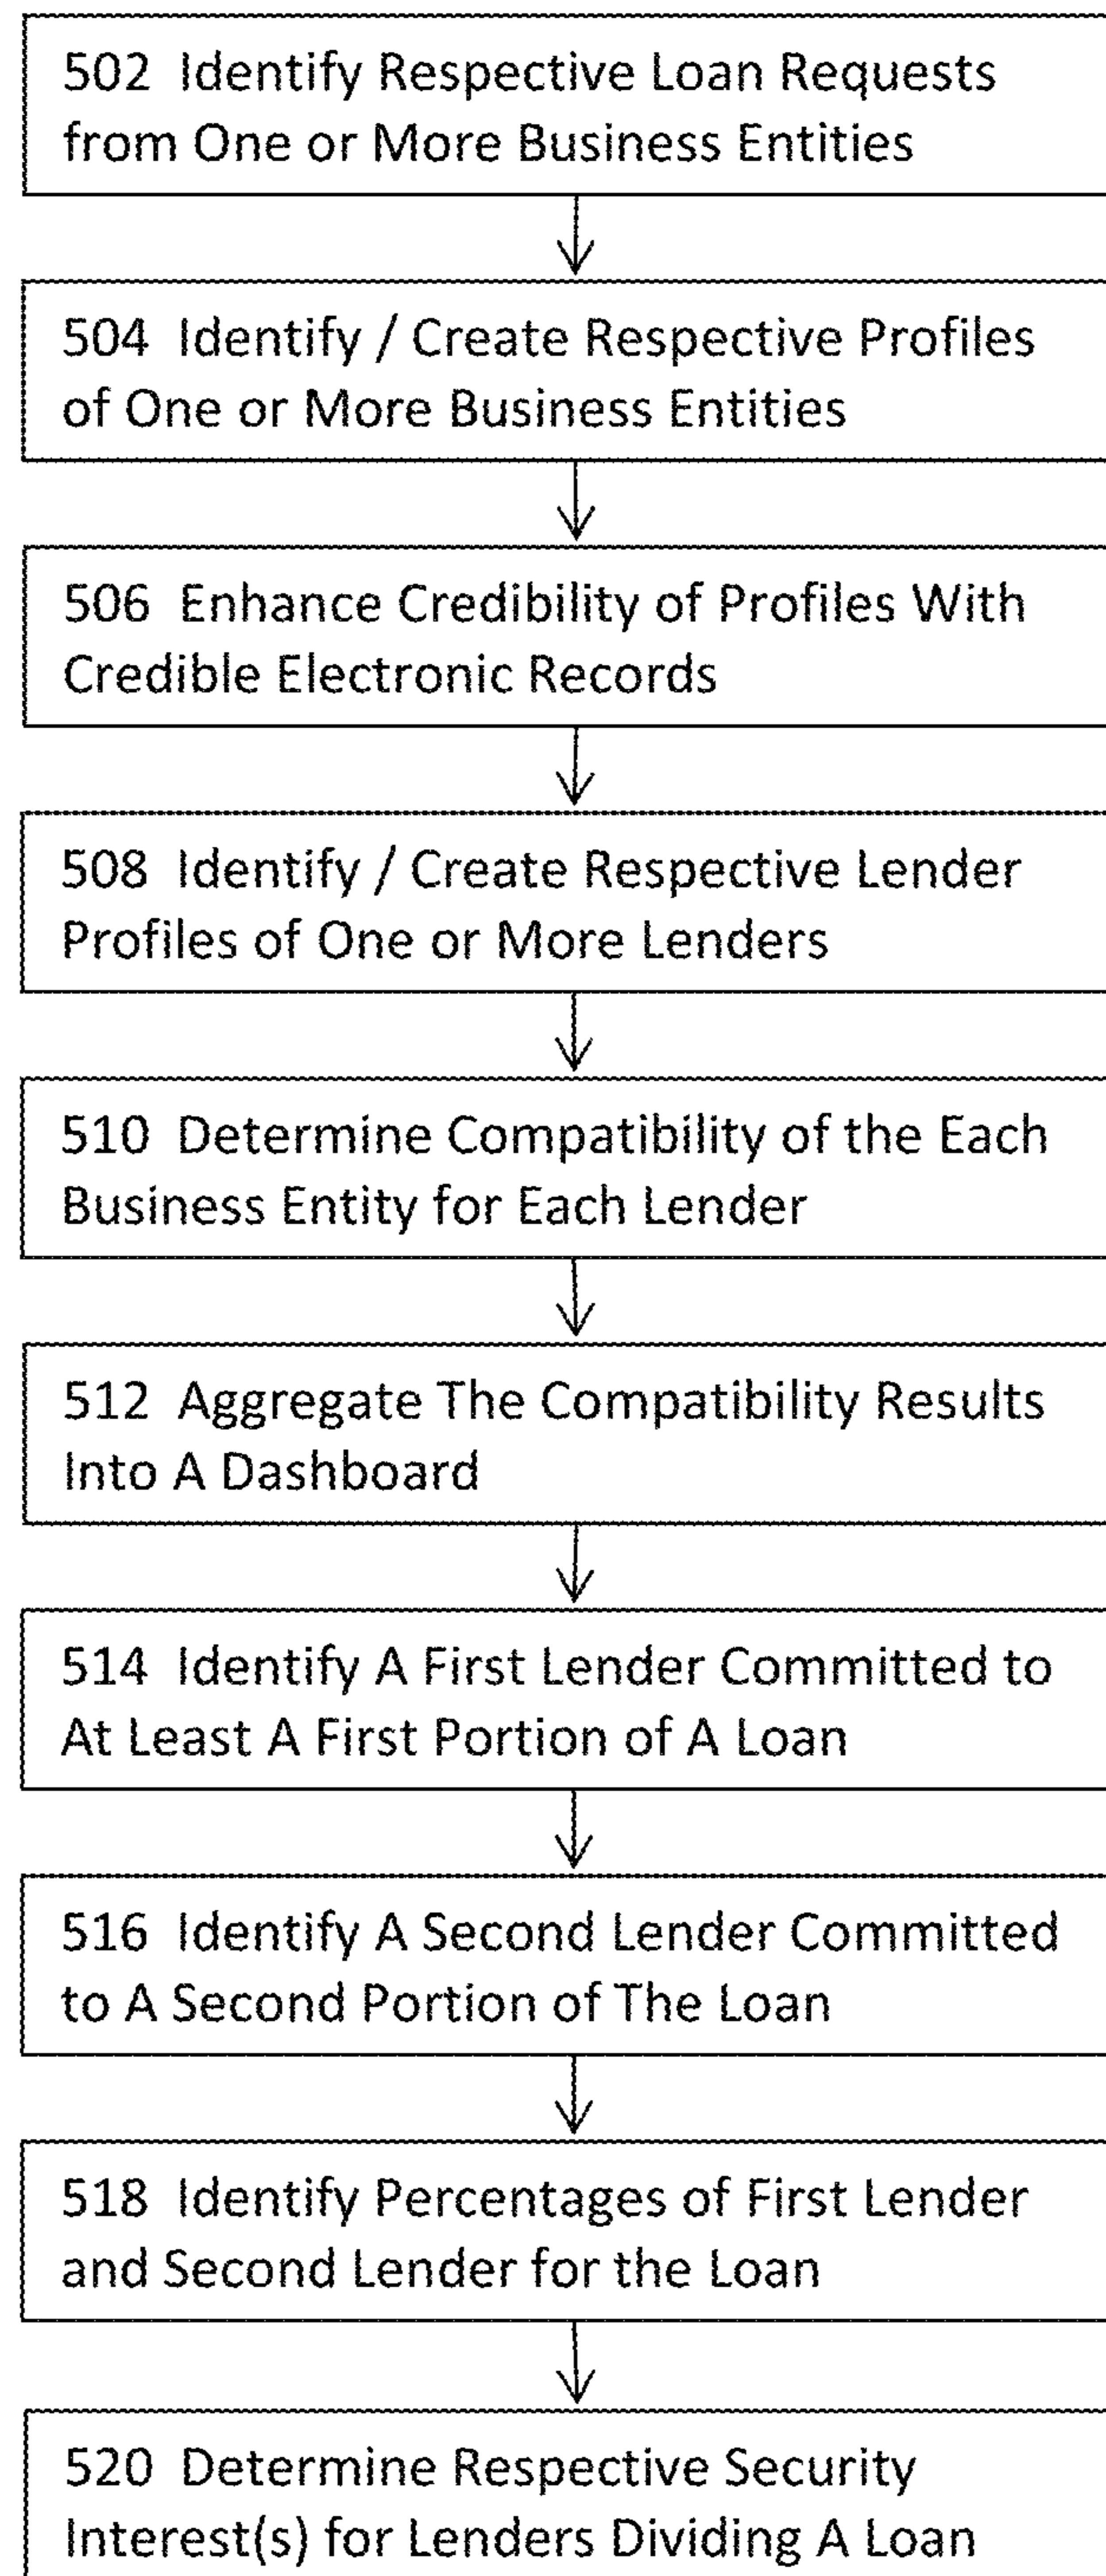 502 Identify Respective Loan Requests
from One or More Business Entities
504 Identify / Create Respective Profiles
of One or More Business Entities
506 Enhance Credibility of Profiles With
Credible Electronic Records
508 Identify / Create Respective Lender
Profiles of One or More Lenders
510 Determine Compatibility of the Each
Business Entity for Each Lender
512 Aggregate The Compatibility Results
Into A Dashboard
514 Identify A First Lender Committed to
At Least A First Portion of A Loan
516 Identify A Second Lender Committed
to A Second Portion of The Loan
518 Identify Percentages of First Lender
and Second Lender for the Loan
520 Determine Respective Security
Interest(s) for Lenders Dividing A Loan